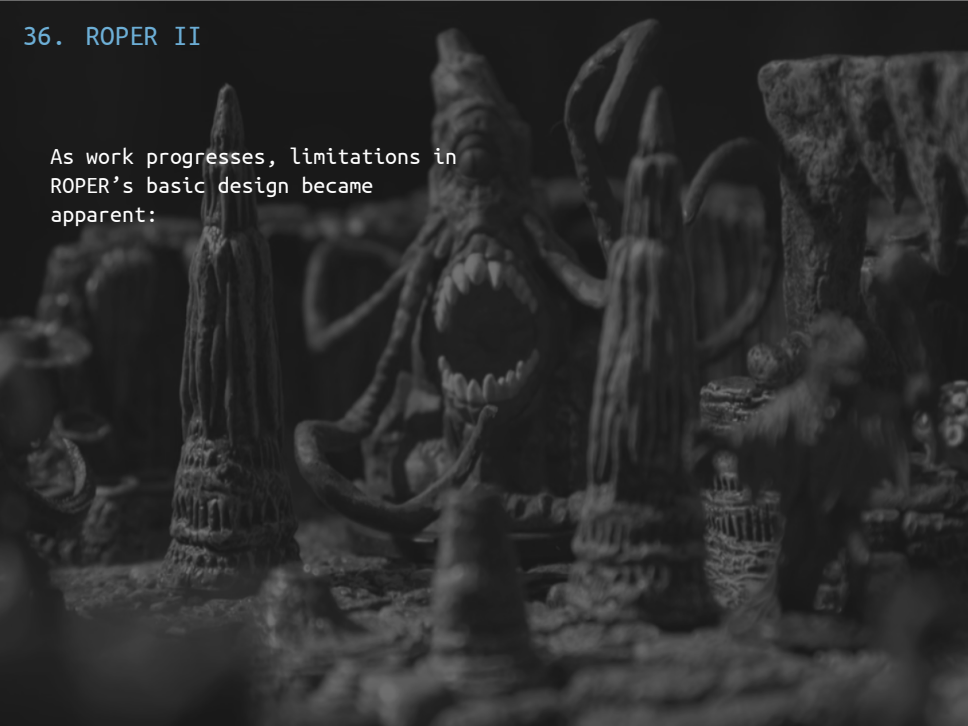 36. ROPER II
As work progresses, limitations in
ROPER’s basic design became
apparent: